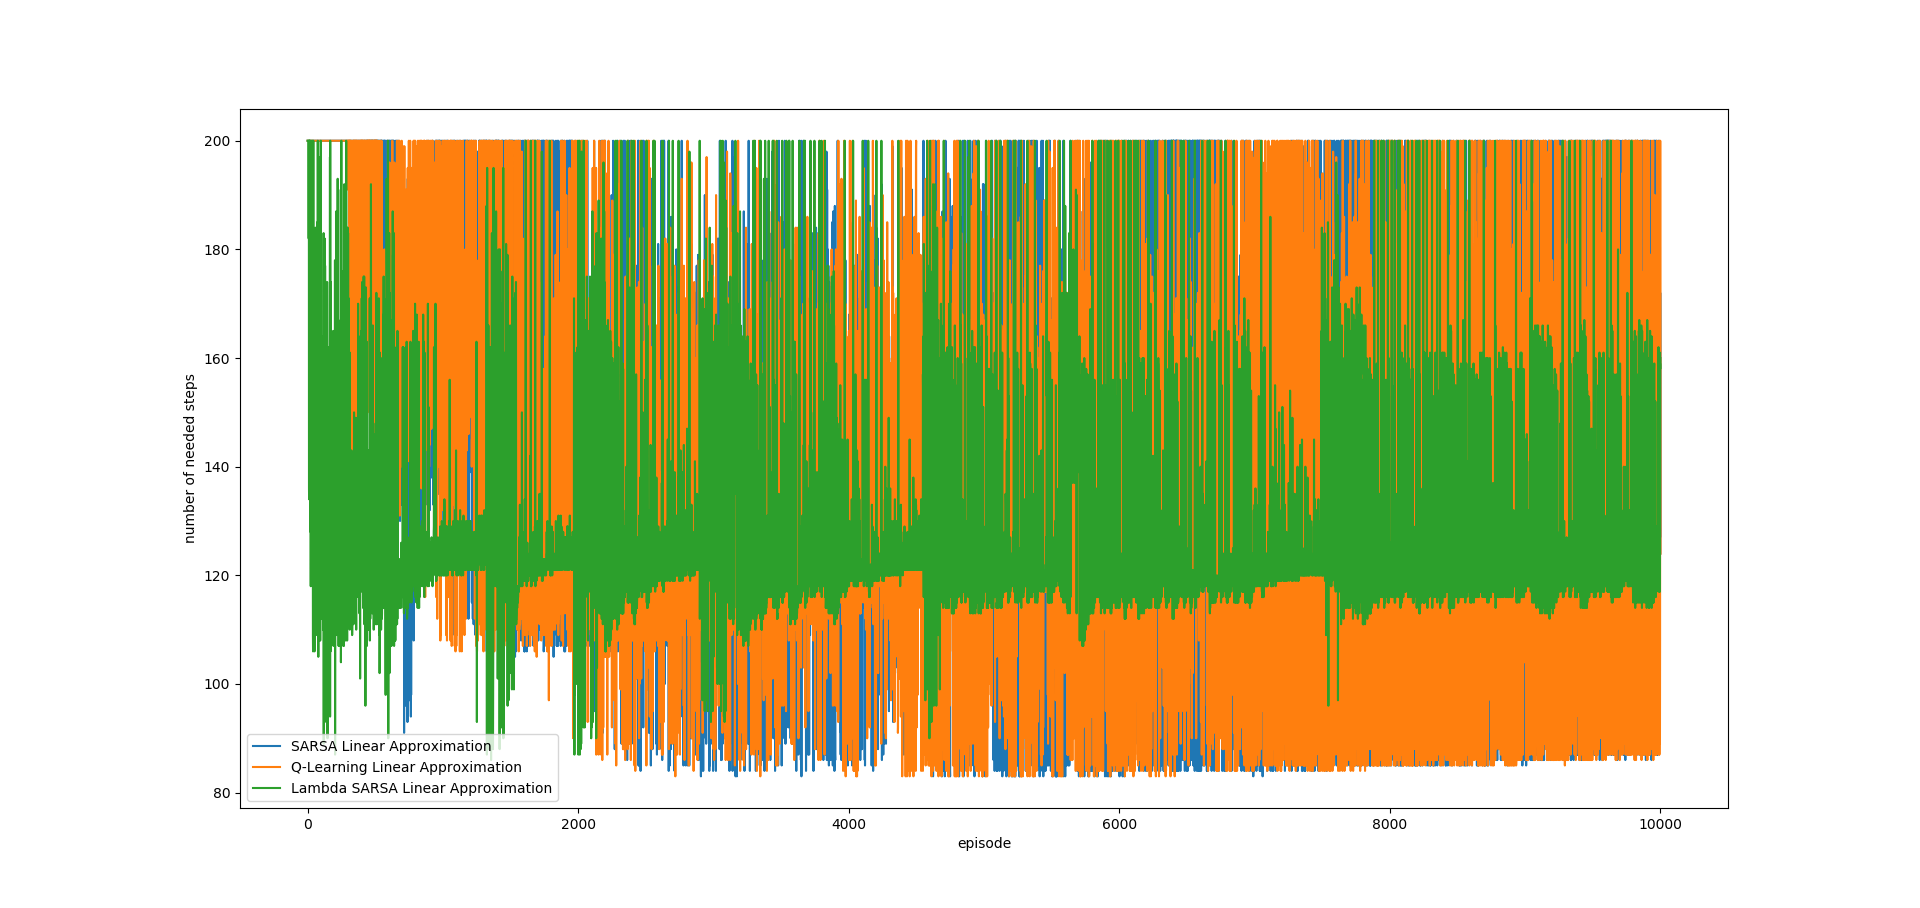 200
180
160
140
120
100
80
number of needed steps
SARSA Linear Approximation
Q-Learning Linear Approximation
Lambda SARSA Linear Approximation
0
2000
4000
6000
8000
10000
episode